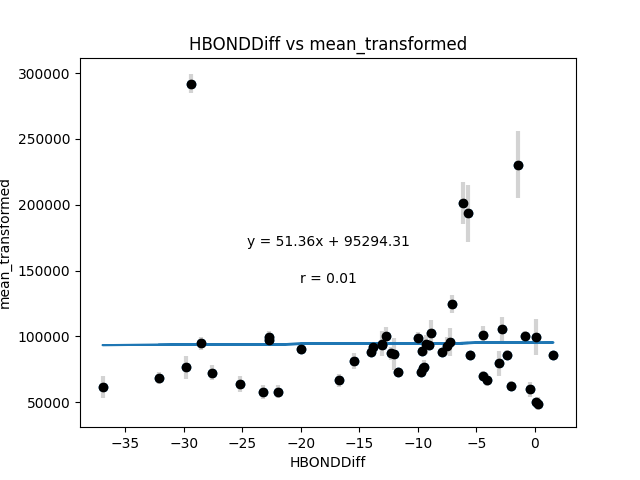 HBONDDiff vs mean_transformed
300000
250000
200000
150000
100000
50000
mean_transformed
y = 51.36x + 95294.31
r = 0.01
−35 −30 −25 −20 −15 −10 −5 0
HBONDDiff